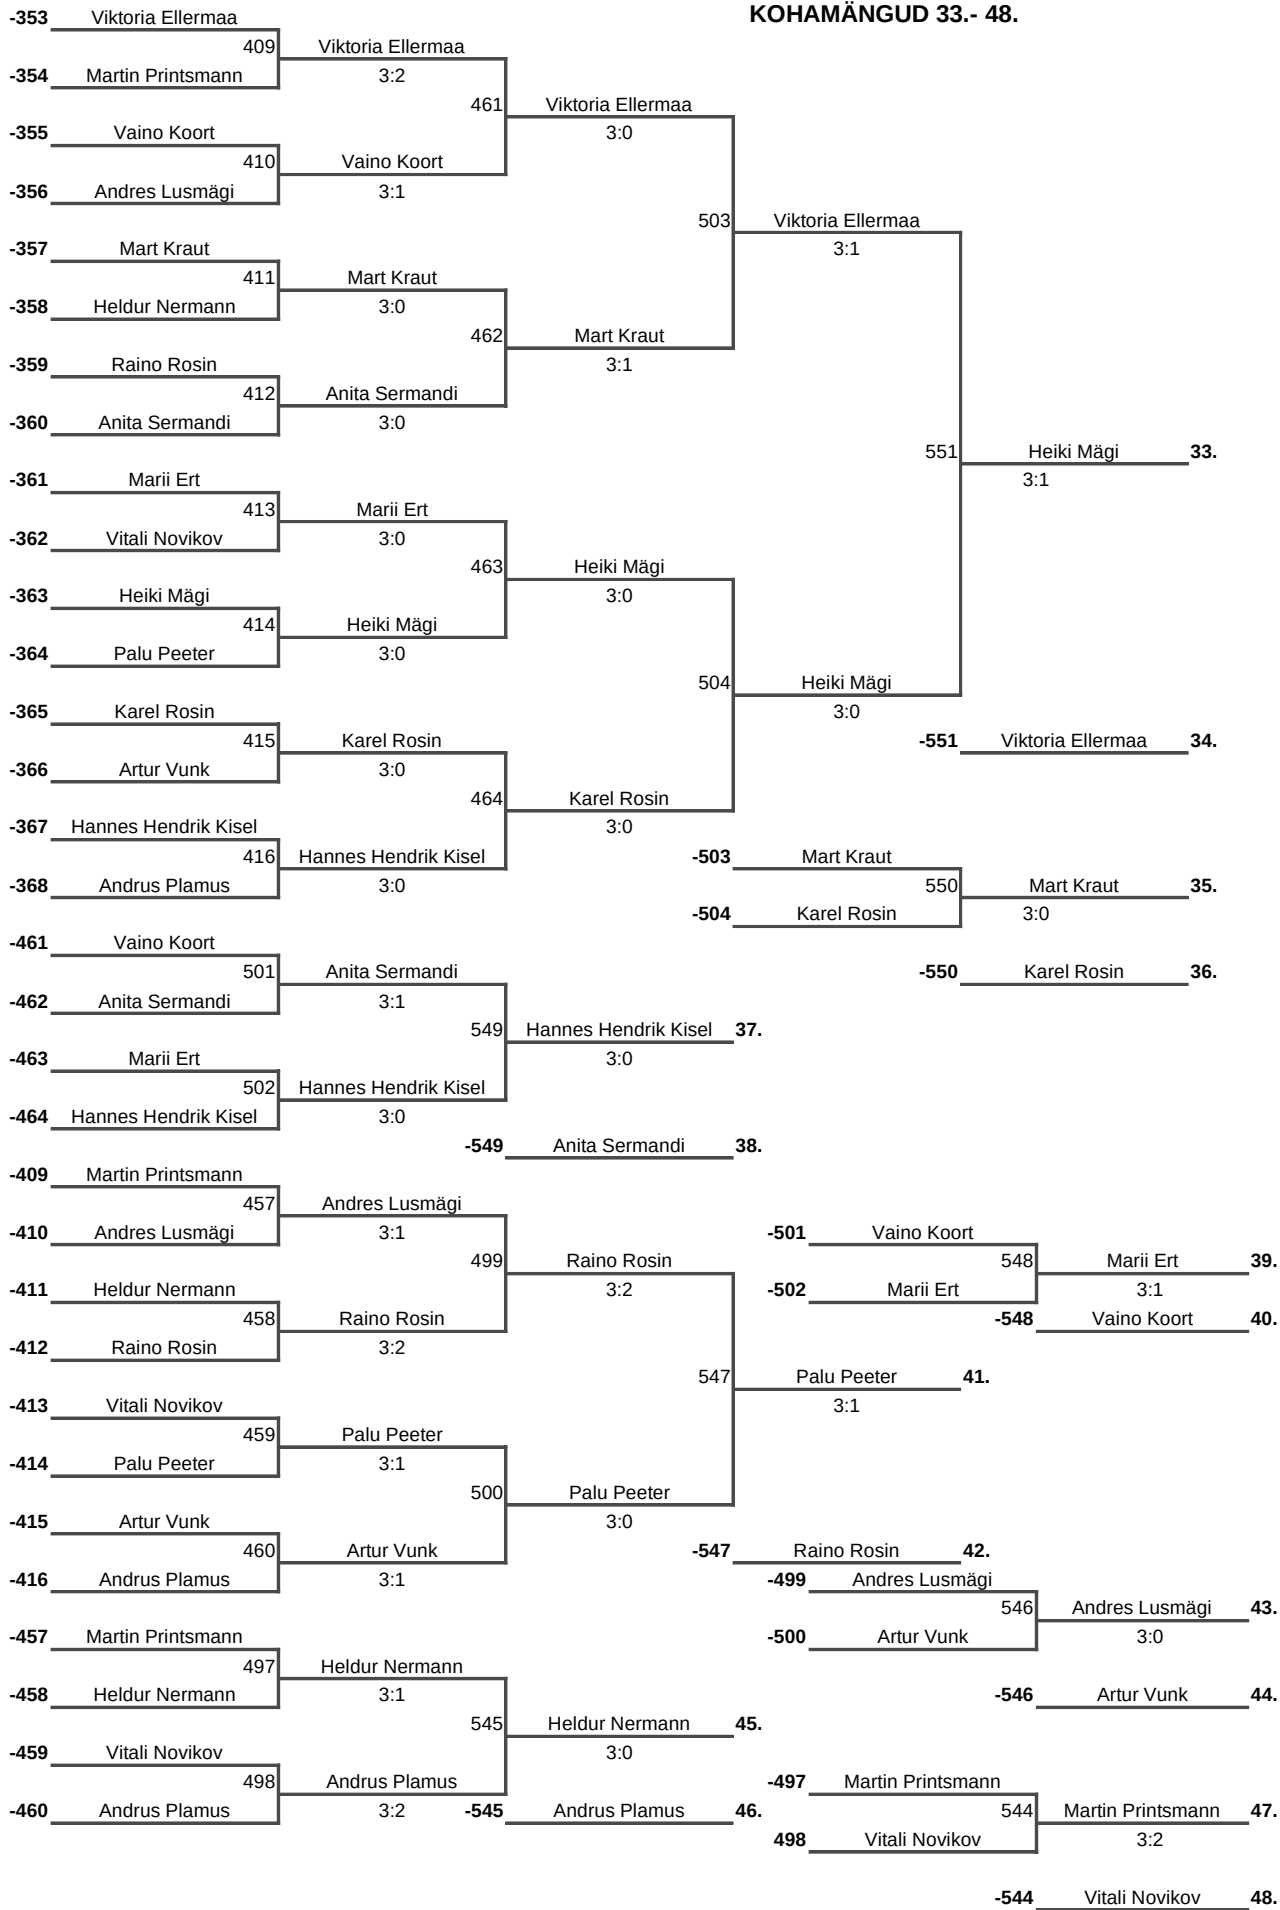 KOHAMÄNGUD 33.- 48.
-353 Viktoria Ellermaa
409 Viktoria Ellermaa
-354 Martin Printsmann 3:2
461 Viktoria Ellermaa
-355 Vaino Koort 3:0
410 Vaino Koort
-356 Andres Lusmägi 3:1
503 Viktoria Ellermaa
-357 Mart Kraut 3:1
411 Mart Kraut
-358 Heldur Nermann 3:0
462 Mart Kraut
-359 Raino Rosin 3:1
412 Anita Sermandi
-360 Anita Sermandi 3:0
551 Heiki Mägi 33.
-361 Marii Ert 3:1
413 Marii Ert
-362 Vitali Novikov 3:0
463 Heiki Mägi
-363 Heiki Mägi 3:0
414 Heiki Mägi
-364 Palu Peeter 3:0
504 Heiki Mägi
-365 Karel Rosin 3:0
415 Karel Rosin -551 Viktoria Ellermaa 34.
-366 Artur Vunk 3:0
464 Karel Rosin
-367 Hannes Hendrik Kisel 3:0
416 Hannes Hendrik Kisel -503 Mart Kraut
-368 Andrus Plamus 3:0 550 Mart Kraut 35.
-504 Karel Rosin 3:0
-461 Vaino Koort
501 Anita Sermandi -550 Karel Rosin 36.
-462 Anita Sermandi 3:1
549 Hannes Hendrik Kisel 37.
-463 Marii Ert 3:0
502 Hannes Hendrik Kisel
-464 Hannes Hendrik Kisel 3:0
-549 Anita Sermandi 38.
-409 Martin Printsmann
457 Andres Lusmägi
-410 Andres Lusmägi 3:1 -501 Vaino Koort
499 Raino Rosin 548 Marii Ert 39.
-411 Heldur Nermann 3:2 -502 Marii Ert 3:1
458 Raino Rosin -548 Vaino Koort 40.
-412 Raino Rosin 3:2
547 Palu Peeter 41.
-413 Vitali Novikov 3:1
459 Palu Peeter
-414 Palu Peeter 3:1
500 Palu Peeter
-415 Artur Vunk 3:0
460 Artur Vunk -547 Raino Rosin 42.
-416 Andrus Plamus 3:1 -499 Andres Lusmägi
546 Andres Lusmägi 43.
-457 Martin Printsmann -500 Artur Vunk 3:0
497 Heldur Nermann
-458 Heldur Nermann 3:1 -546 Artur Vunk 44.
545 Heldur Nermann 45.
-459 Vitali Novikov 3:0
498 Andrus Plamus -497 Martin Printsmann
-460 Andrus Plamus 3:2 -545 Andrus Plamus 46. 544 Martin Printsmann 47.
498 Vitali Novikov 3:2
-544 Vitali Novikov 48.